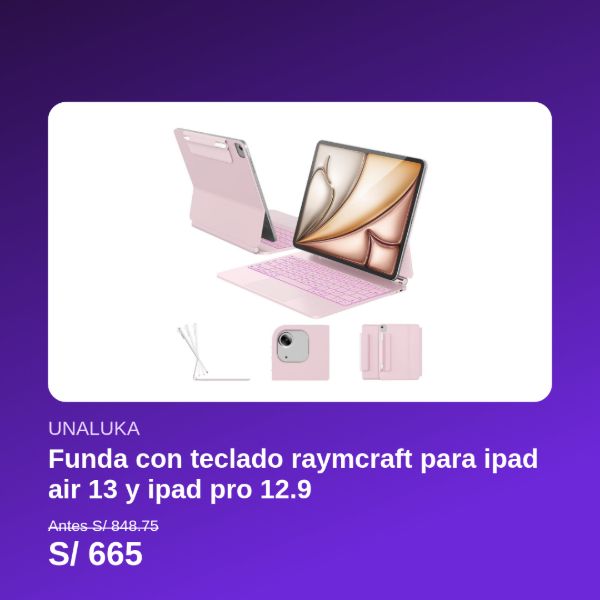 UNALUKA
Funda con teclado raymcraft para ipad
air 13 y ipad pro 12.9
Antes S/ 848.75
S/ 665